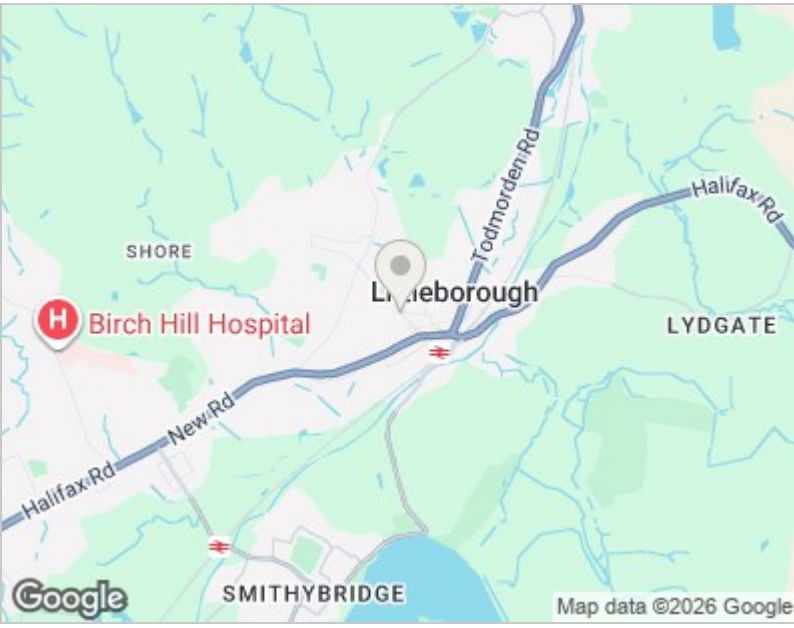 Todmorden Rd
Halifax Rd
SHORE
Littleborough
H
Birch Hill Hospital
LYDGATE
New Rd
Halifax Rd
SMITHYBRIDGE
Google
Map data ©2026 Google